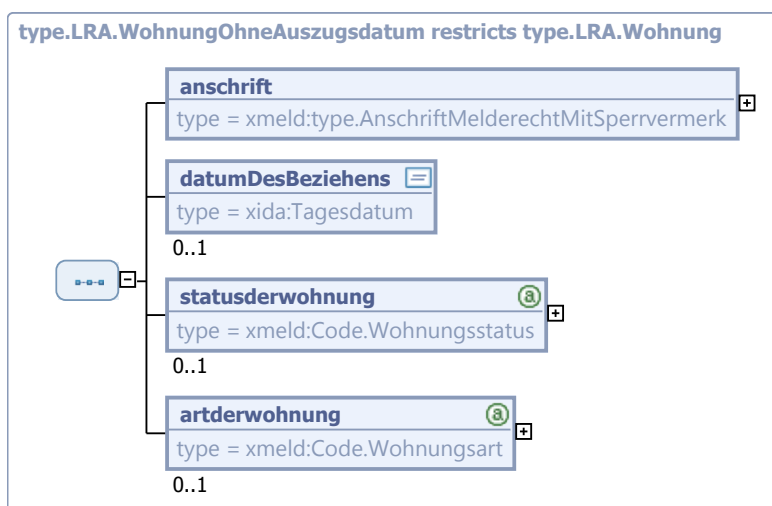 type.LRA.WohnungOhneAuszugsdatum restricts type.LRA.Wohnung
anschrift
type = xmeld:type.AnschriftMelderechtMitSperrvermerk
datumDesBeziehens
type = xida:Tagesdatum
0..1
statusderwohnung
type = xmeld:Code.Wohnungsstatus
0..1
artderwohnung
type = xmeld:Code.Wohnungsart
0..1